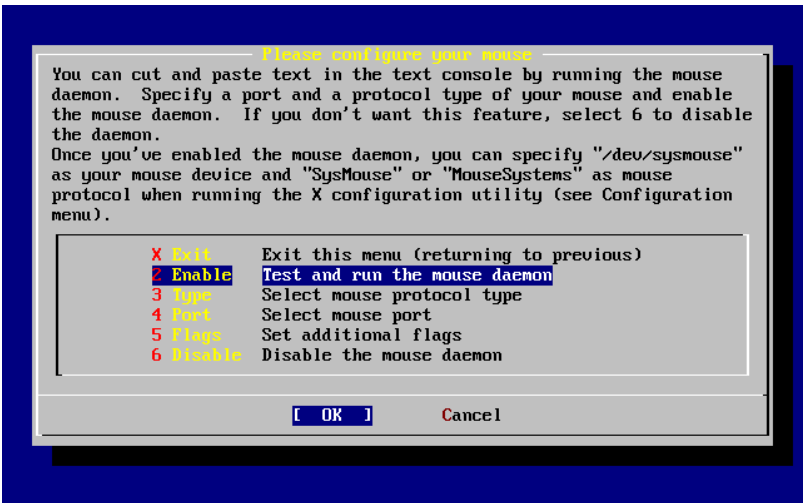 Please configure your mouse
You can cut and paste text in the text console by running the mouse
daemon.  Specify a port and a protocol type of your mouse and enable
the mouse daemon.  If you don't want this feature, select 6 to disable
the daemon.
Once you've enabled the mouse daemon, you can specify "/dev/sysmouse"
as your mouse device and "SysMouse" or "MouseSystems" as mouse
protocol when running the X configuration utility (see Configuration
menu).
X Exit    Exit this menu (returning to previous)
2 Enable  Test and run the mouse daemon
3 Type    Select mouse protocol type
4 Port    Select mouse port
5 Flags   Set additional flags
6 Disable Disable the mouse daemon
[  OK  ]       Cancel